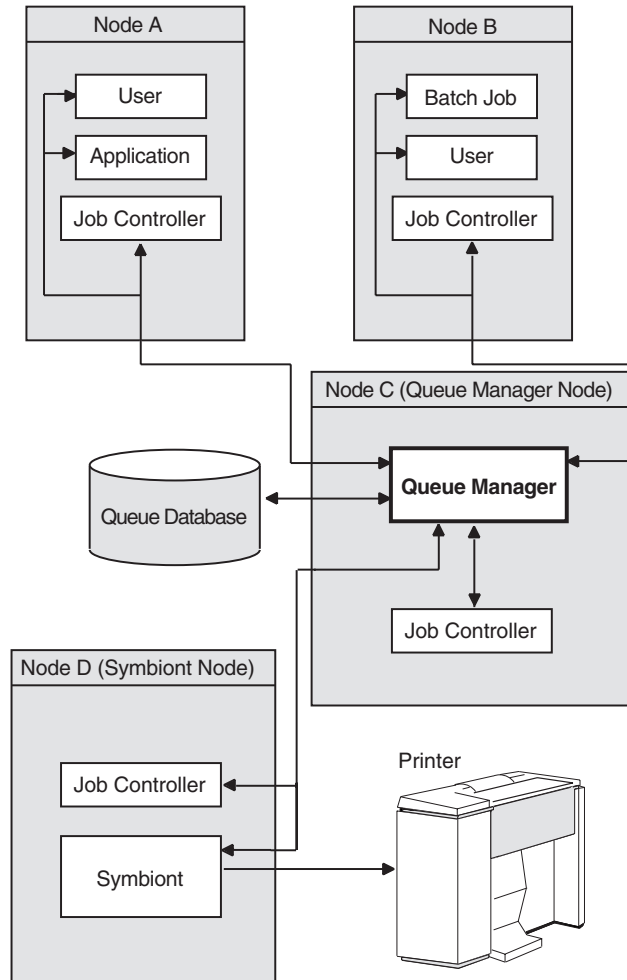 Node A
User
Application
Job Controller
Node B
Batch Job
User
Job Controller
Node C (Queue Manager Node)
Queue Manager
Job Controller
Queue Database
Node D (Symbiont Node)
Job Controller
Symbiont
Printer